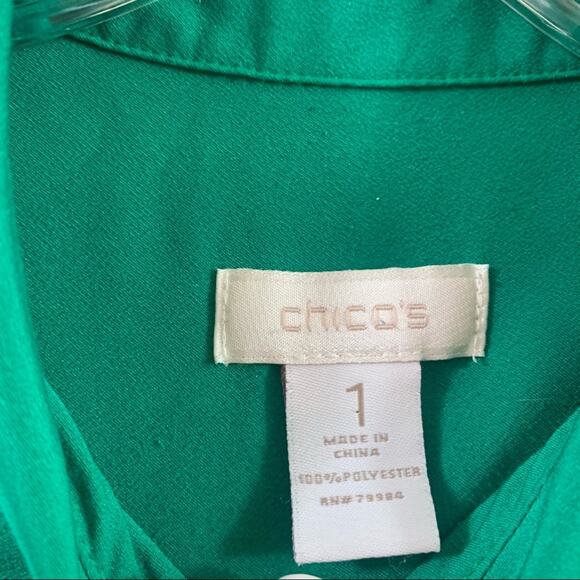 chico's
1
MADE IN
CHINA
100%POLYESTER
RN#79984